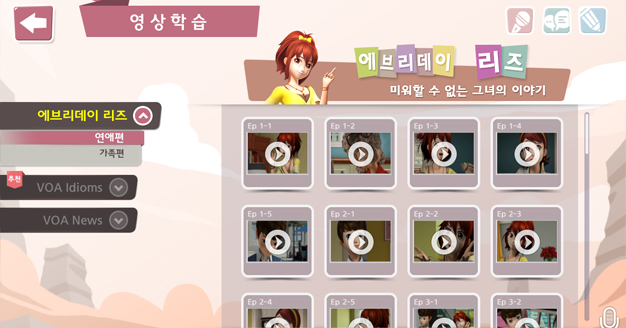 영상학습
에브리데이 리즈
미워할 수 없는 그녀의 이야기
에브리데이 리즈
연애편
가족편
추천
VOA Idioms
VOA News
Ep 1-1
Ep 1-2
Ep 1-3
Ep 1-4
Ep 1-5
Ep 2-1
Ep 2-2
Ep 2-3
Ep 2-4
Ep 2-5
Ep 3-1
Ep 3-2